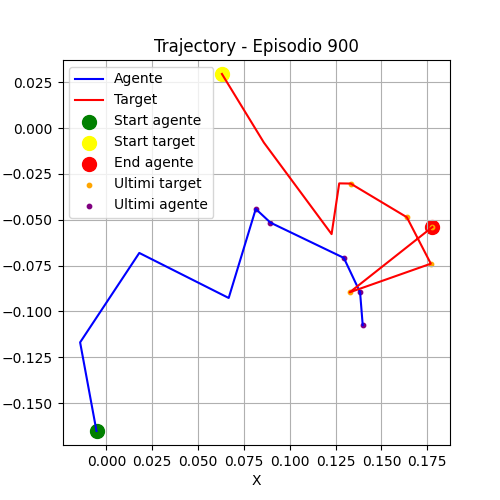 Trajectory - Episodio 900
Agente
Target
Start agente
Start target
End agente
Ultimi target
Ultimi agente
0.025
0.000
−0.025
−0.050
−0.075
−0.100
−0.125
−0.150
0.000 0.025 0.050 0.075 0.100 0.125 0.150 0.175
X